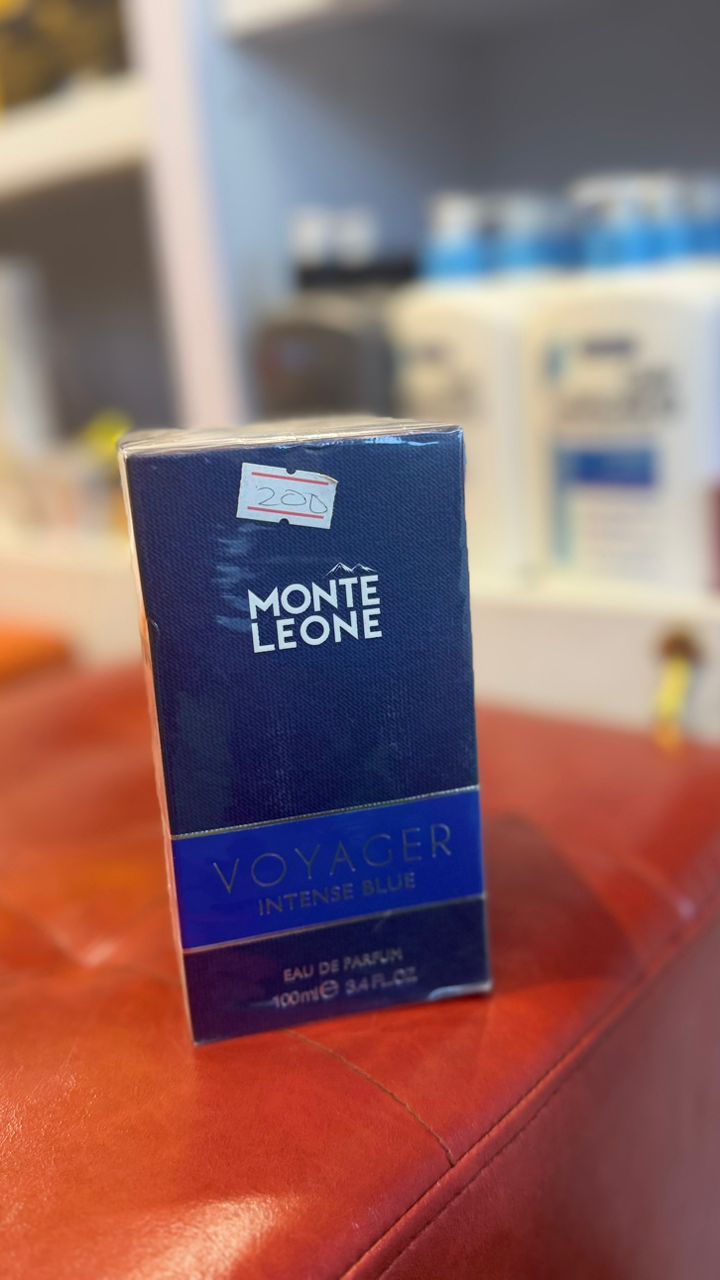 200
MONTE
LEONE
VOYAGER
INTENSE BLUE
EAU DE PARFUM
100ml℮ 3.4 FL.OZ